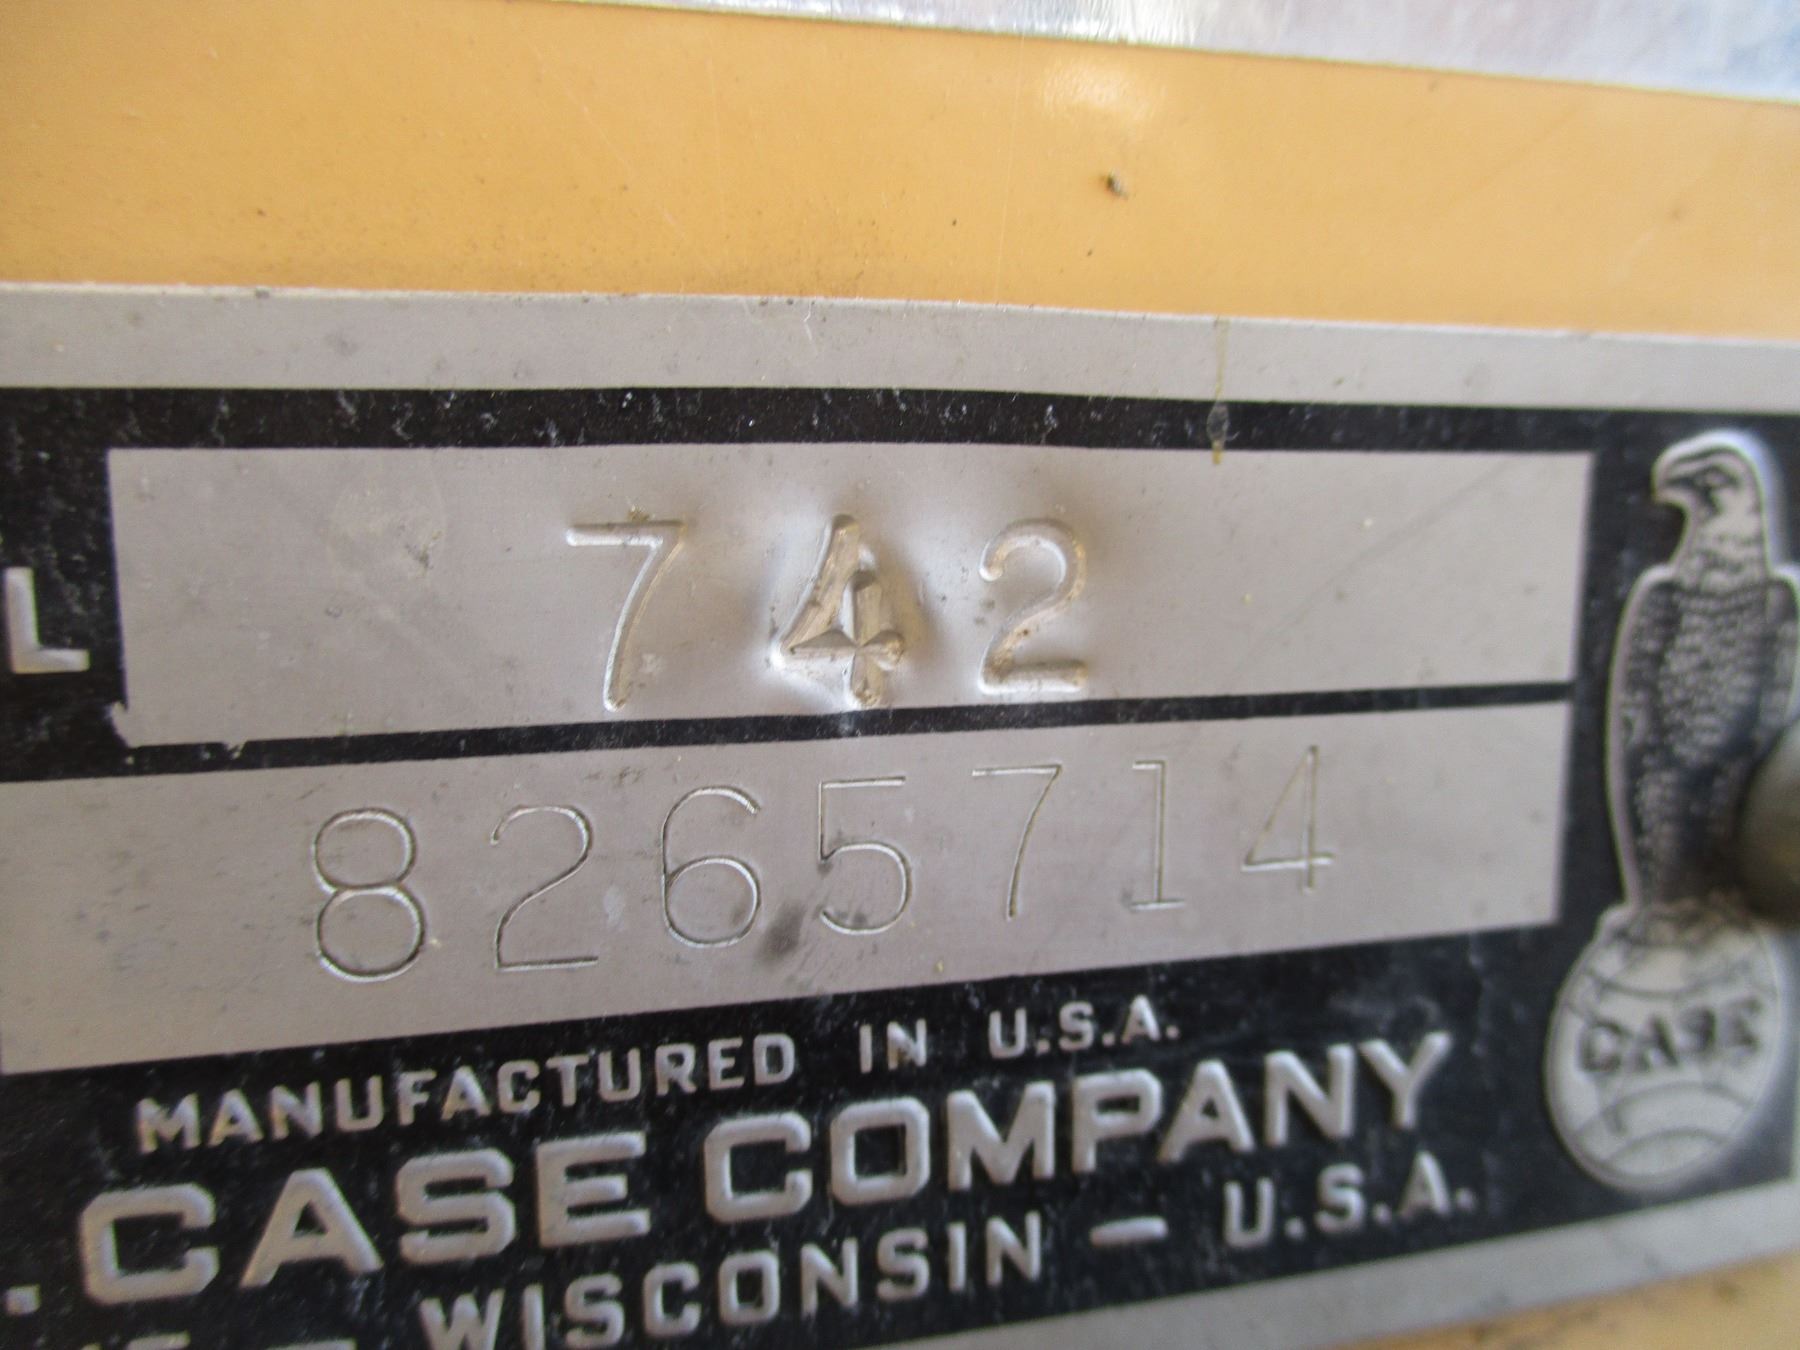 L 742
8265714
MANUFACTURED IN U.S.A.
. CASE COMPANY
WISCONSIN — U.S.A.
CASE